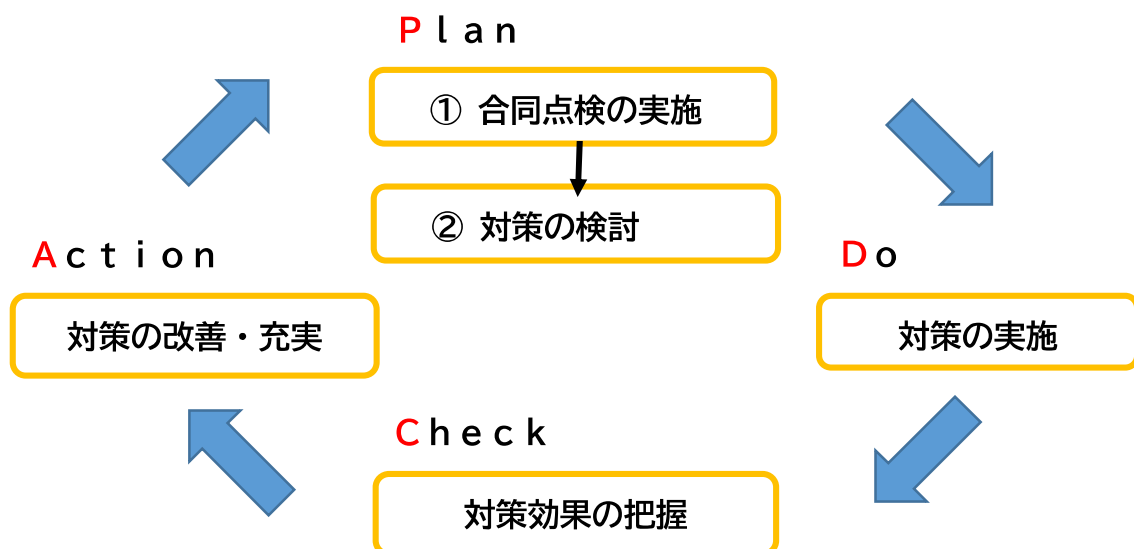 Plan
① 合同点検の実施
② 対策の検討
Do
対策の実施
Check
対策効果の把握
Action
対策の改善・充実